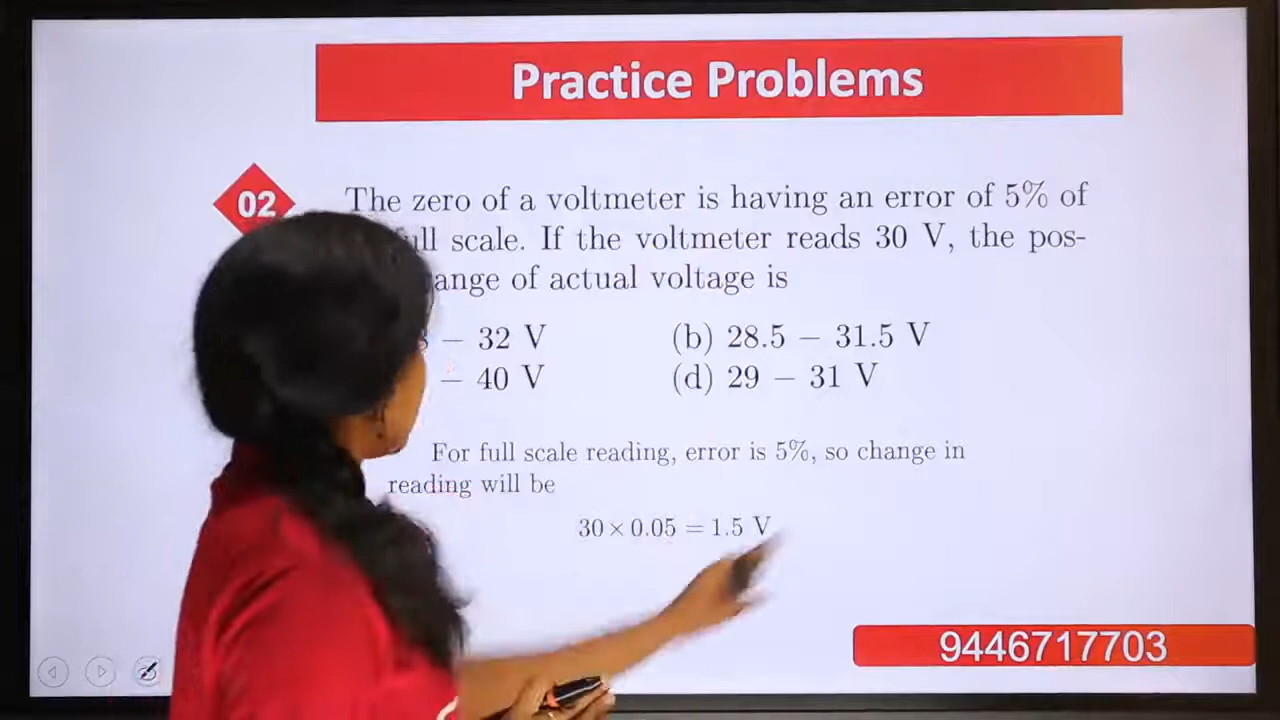 Practice Problems
02
The zero of a voltmeter is having an error of 5% of
full scale. If the voltmeter reads 30 V, the pos-
range of actual voltage is
– 32 V
(b) 28.5 – 31.5 V
– 40 V
(d) 29 – 31 V
For full scale reading, error is 5%, so change in
reading will be
30 × 0.05 = 1.5 V
9446717703